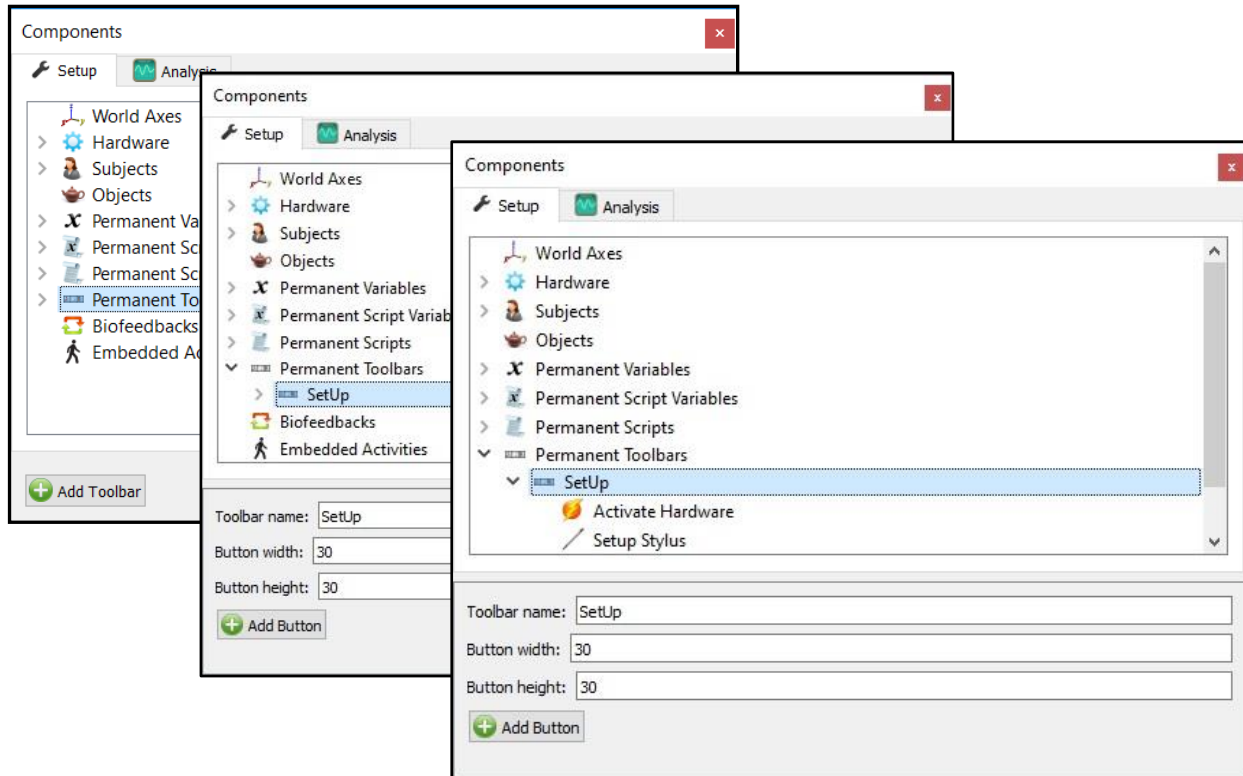 Components
x
Setup
Analysis
World Axes
Hardware
Subjects
Objects
Permanent Va
Permanent Sc
Permanent Sc
Permanent To
Biofeedbacks
Embedded Ac
Add Toolbar
Components
x
Setup
Analysis
World Axes
Hardware
Subjects
Objects
Permanent Variables
Permanent Script Variab
Permanent Scripts
Permanent Toolbars
SetUp
Biofeedbacks
Embedded Activities
Toolbar name: SetUp
Button width: 30
Button height: 30
Add Button
Components
x
Setup
Analysis
World Axes
Hardware
Subjects
Objects
Permanent Variables
Permanent Script Variables
Permanent Scripts
Permanent Toolbars
SetUp
Activate Hardware
Setup Stylus
Toolbar name: SetUp
Button width: 30
Button height: 30
Add Button